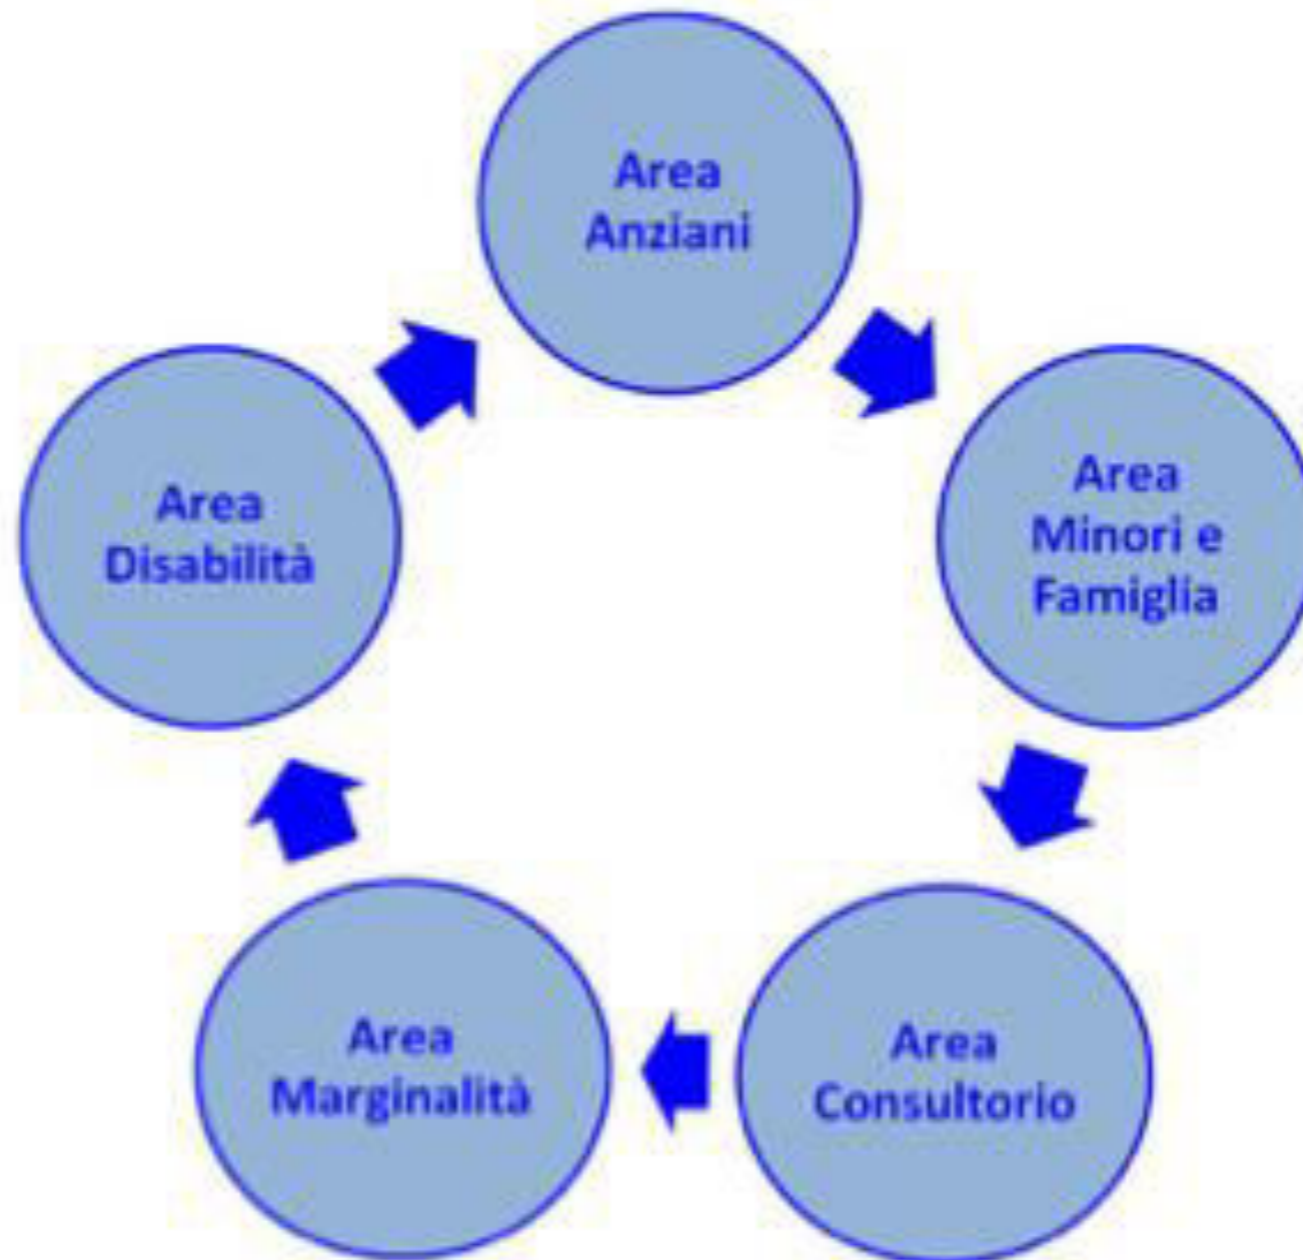 Area
Anziani
Area
Minori e
Famiglia
Area
Consultorio
Area
Marginalità
Area
Disabilità